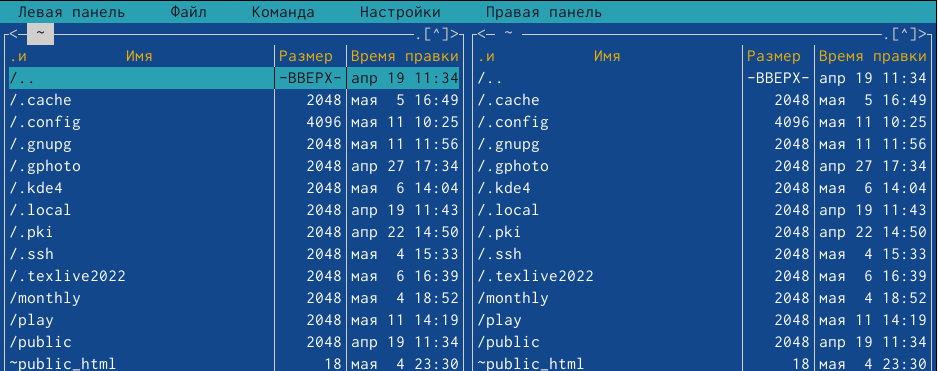 Левая панель Файл Команда Настройки Правая панель
<- ~ .[^]> <- ~ .[^]>
.и Имя Размер Время правки .и Имя Размер Время правки
/.. -ВВЕРХ- апр 19 11:34 /.. -ВВЕРХ- апр 19 11:34
/.cache 2048 мая 5 16:49 /.cache 2048 мая 5 16:49
/.config 4096 мая 11 10:25 /.config 4096 мая 11 10:25
/.gnupg 2048 мая 11 11:56 /.gnupg 2048 мая 11 11:56
/.gphoto 2048 апр 27 17:34 /.gphoto 2048 апр 27 17:34
/.kde4 2048 мая 6 14:04 /.kde4 2048 мая 6 14:04
/.local 2048 апр 19 11:43 /.local 2048 апр 19 11:43
/.pki 2048 апр 22 14:50 /.pki 2048 апр 22 14:50
/.ssh 2048 мая 4 15:33 /.ssh 2048 мая 4 15:33
/.texlive2022 2048 мая 6 16:39 /.texlive2022 2048 мая 6 16:39
/monthly 2048 мая 4 18:52 /monthly 2048 мая 4 18:52
/play 2048 мая 11 14:19 /play 2048 мая 11 14:19
/public 2048 апр 19 11:34 /public 2048 апр 19 11:34
~public_html 18 мая 4 23:30 ~public_html 18 мая 4 23:30